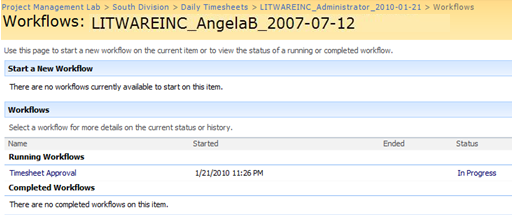 Project Management Lab > South Division > Daily Timesheets > LITWAREINC_Administrator_2010-01-21 > Workflows
Workflows: LITWAREINC_AngelaB_2007-07-12
Use this page to start a new workflow on the current item or to view the status of a running or completed workflow.
Start a New Workflow
There are no workflows currently available to start on this item.
Workflows
Select a workflow for more details on the current status or history.
Name Started Ended Status
Running Workflows
Timesheet Approval 1/21/2010 11:26 PM In Progress
Completed Workflows
There are no completed workflows on this item.